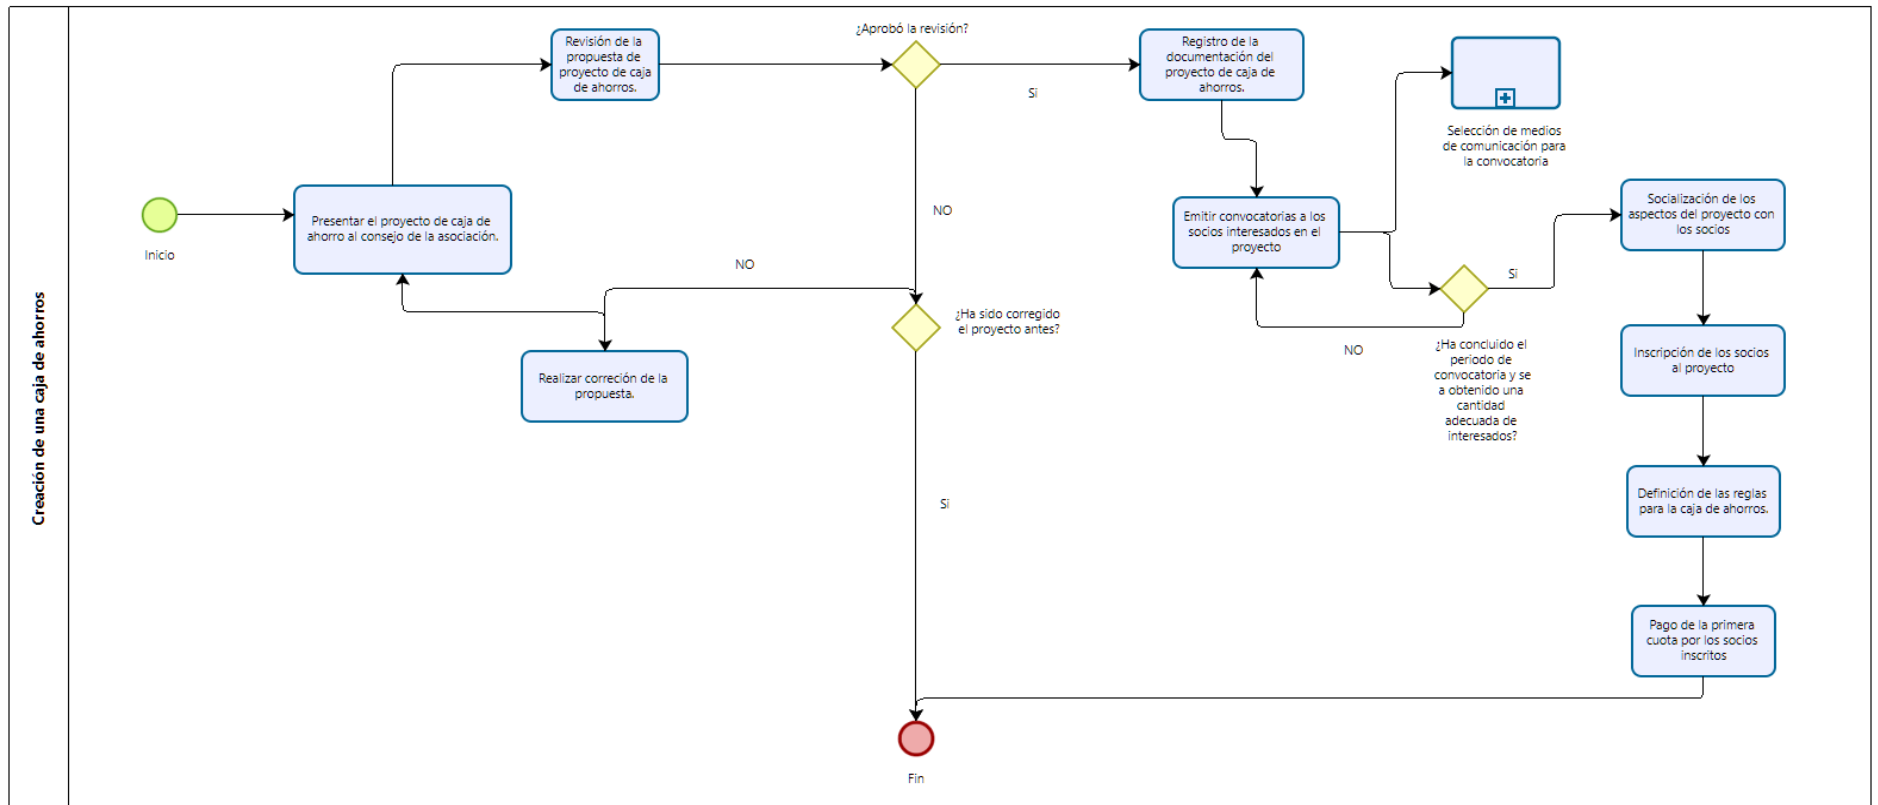 Creación de una caja de ahorros
Inicio
Presentar el proyecto de caja de
ahorro al consejo de la asociación.
Revisión de la
propuesta de
proyecto de caja
de ahorros.
¿Aprobó la revisión?
Si
NO
Registro de la
documentación del
proyecto de caja de
ahorros.
Selección de medios
de comunicación para
la convocatoria
Emitir convocatorias a los
socios interesados en el
proyecto
Si
NO
¿Ha concluido el
periodo de
convocatoria y se
a obtenido una
cantidad
adecuada de
interesados?
Socialización de los
aspectos del proyecto con
los socios
Inscripción de los socios
al proyecto
Definición de las reglas
para la caja de ahorros.
Pago de la primera
cuota por los socios
inscritos
NO
¿Ha sido corregido
el proyecto antes?
Realizar correción de la
propuesta.
Si
Fin